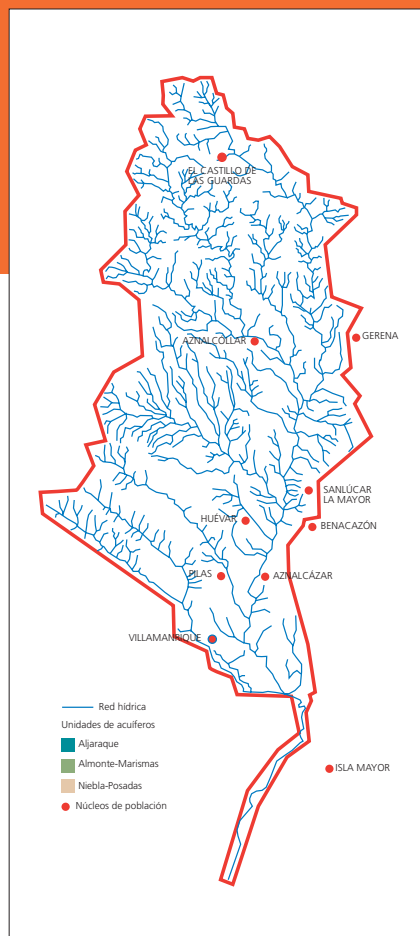 EL CASTILLO DE
LAS GUARDAS
AZNALCÓLLAR
GERENA
SANLÚCAR
LA MAYOR
HUÉVAR
BENACAZÓN
PILAS
AZNALCÁZAR
VILLAMANRIQUE
Red hídrica
Unidades de acuíferos
Aljaraque
Almonte-Marismas
Niebla-Posadas
Núcleos de población
ISLA MAYOR